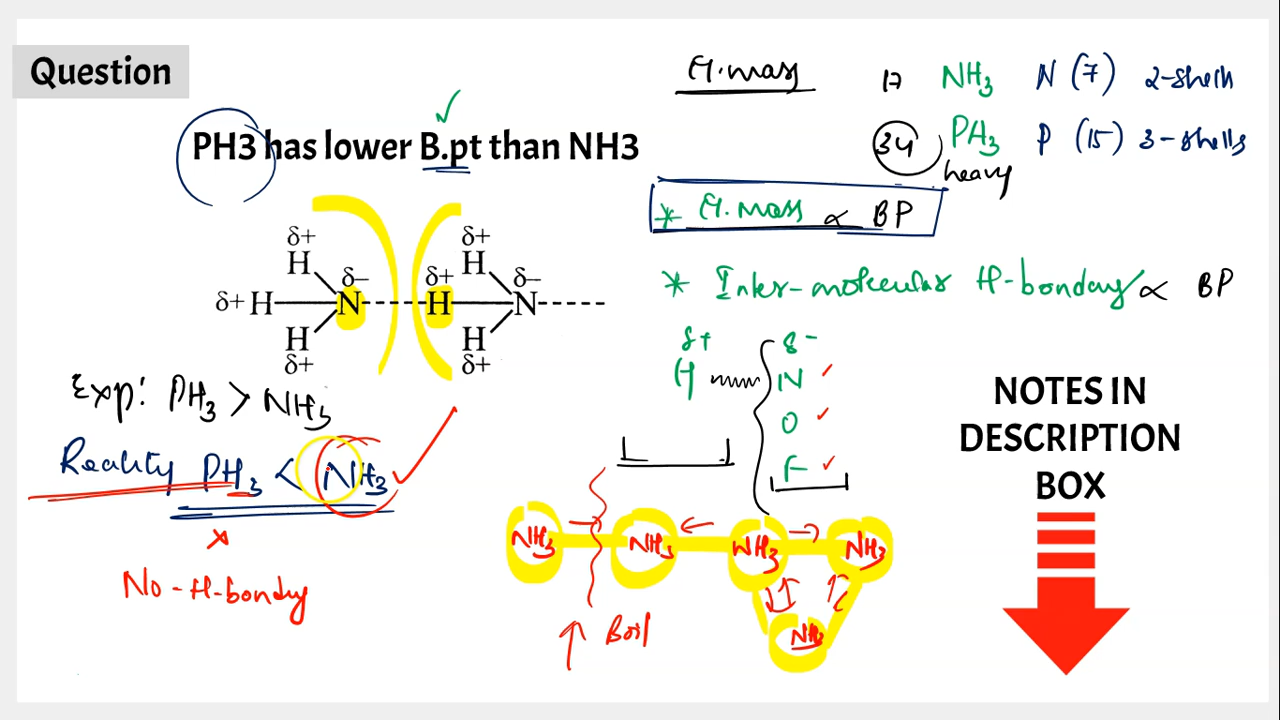 Question
PH3 has lower B.pt than NH3
M.mass
17 NH3 N (7) 2-shells
34 PH3 P (15) 3-shells
heavy
* M.mass ∝ BP
* Inter-molecular H-bonding ∝ BP
δ+ δ-
H N
O
F
δ+ δ+
H H
δ- δ+ δ-
δ+ H N H N
H H
δ+ δ+
Exp: PH3 > NH3
Reality PH3 < NH3
No-H-bonding
NH3 NH3 NH3 NH3
NH3
Boil
NOTES IN
DESCRIPTION
BOX